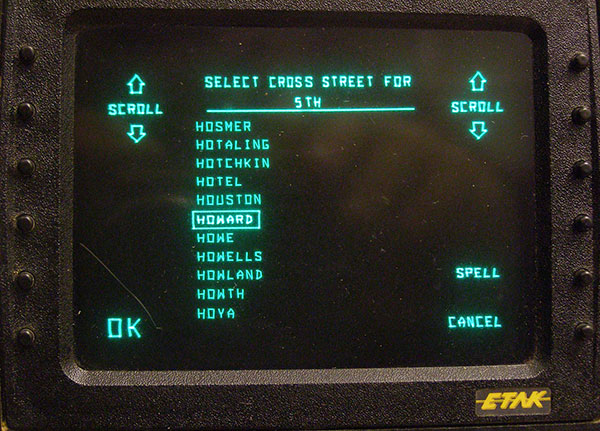 SELECT CROSS STREET FOR
5TH
SCROLL
SCROLL
HOSMER
HOTALING
HOTCHKIN
HOTEL
HOUSTON
HOWARD
HOWE
HOWELLS
HOWLAND
HOWTH
HOYA
SPELL
OK
CANCEL
ETAK